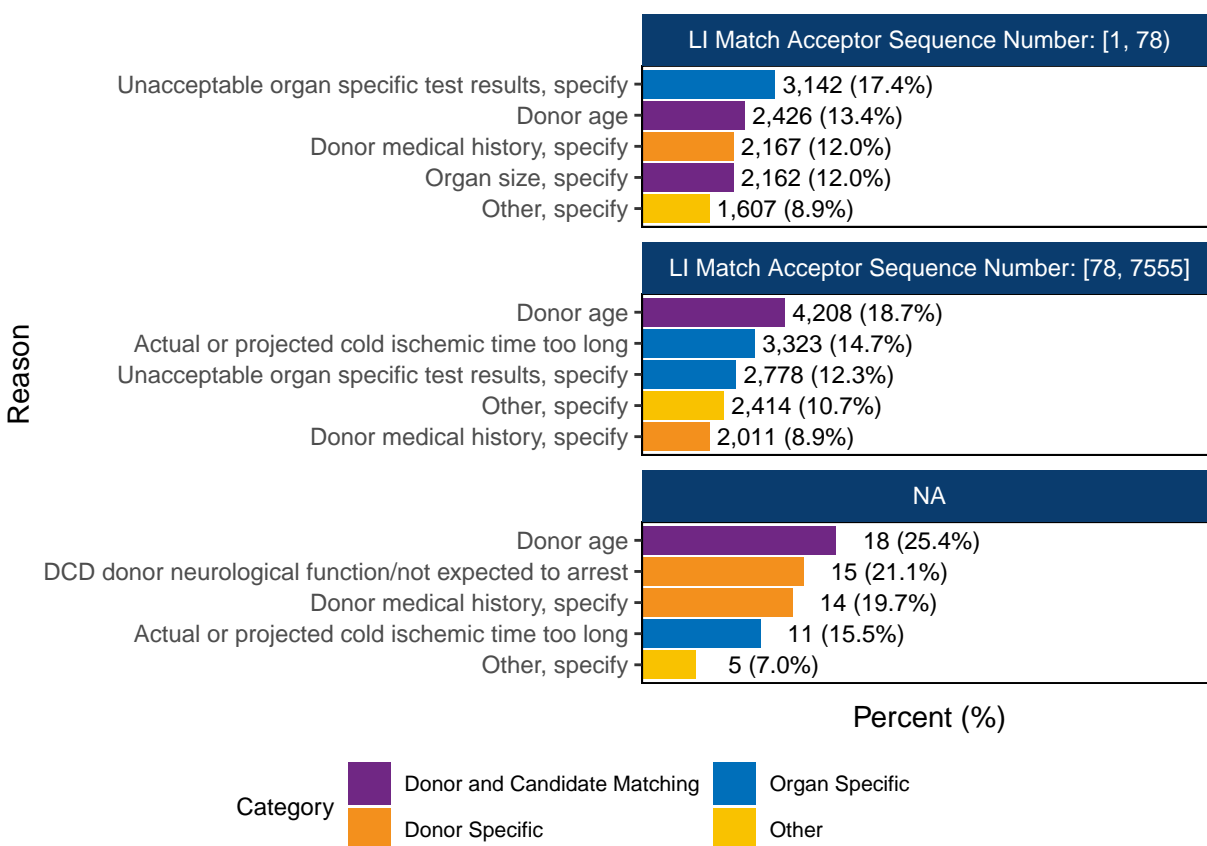 LI Match Acceptor Sequence Number: [1, 78)
Unacceptable organ specific test results, specify 3,142 (17.4%)
Donor age 2,426 (13.4%)
Donor medical history, specify 2,167 (12.0%)
Organ size, specify 2,162 (12.0%)
Other, specify 1,607 (8.9%)
LI Match Acceptor Sequence Number: [78, 7555]
Donor age 4,208 (18.7%)
Actual or projected cold ischemic time too long 3,323 (14.7%)
Unacceptable organ specific test results, specify 2,778 (12.3%)
Other, specify 2,414 (10.7%)
Donor medical history, specify 2,011 (8.9%)
Reason
NA
Donor age 18 (25.4%)
DCD donor neurological function/not expected to arrest 15 (21.1%)
Donor medical history, specify 14 (19.7%)
Actual or projected cold ischemic time too long 11 (15.5%)
Other, specify 5 (7.0%)
Percent (%)
Category
Donor and Candidate Matching
Organ Specific
Donor Specific
Other